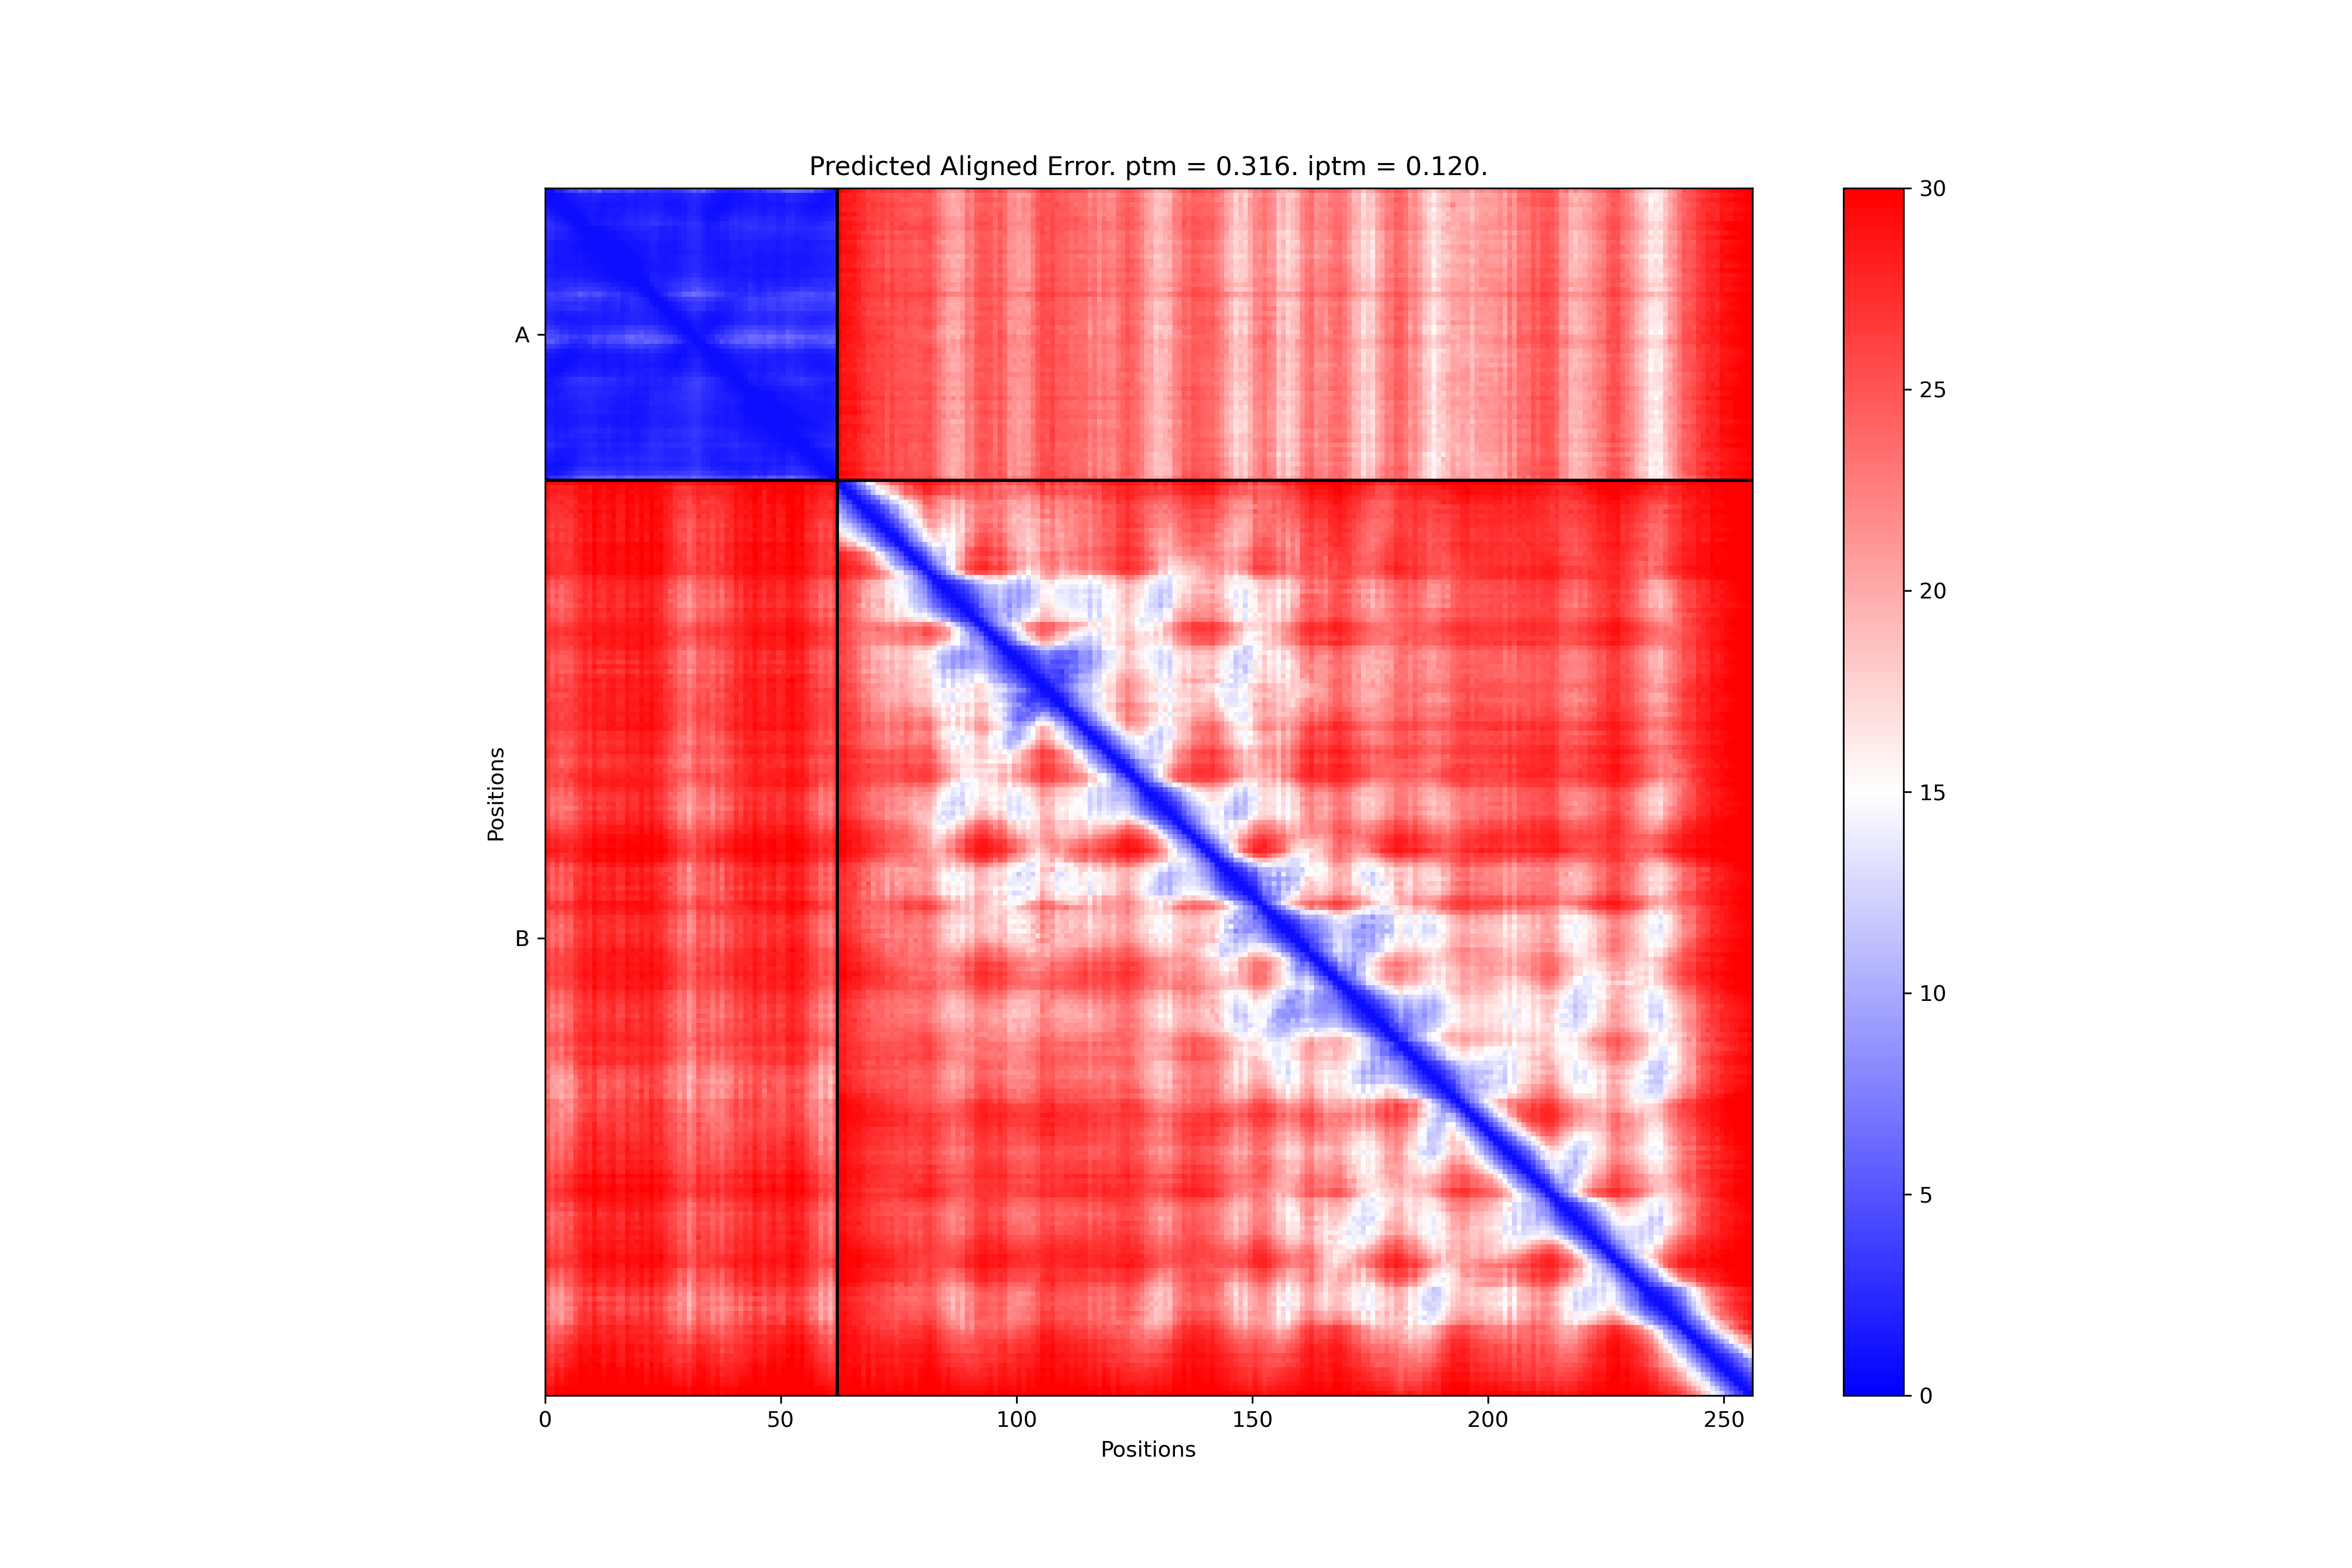 Predicted Aligned Error. ptm = 0.316. iptm = 0.120.
A
B
Positions
0 50 100 150 200 250
Positions
30
25
20
15
10
5
0